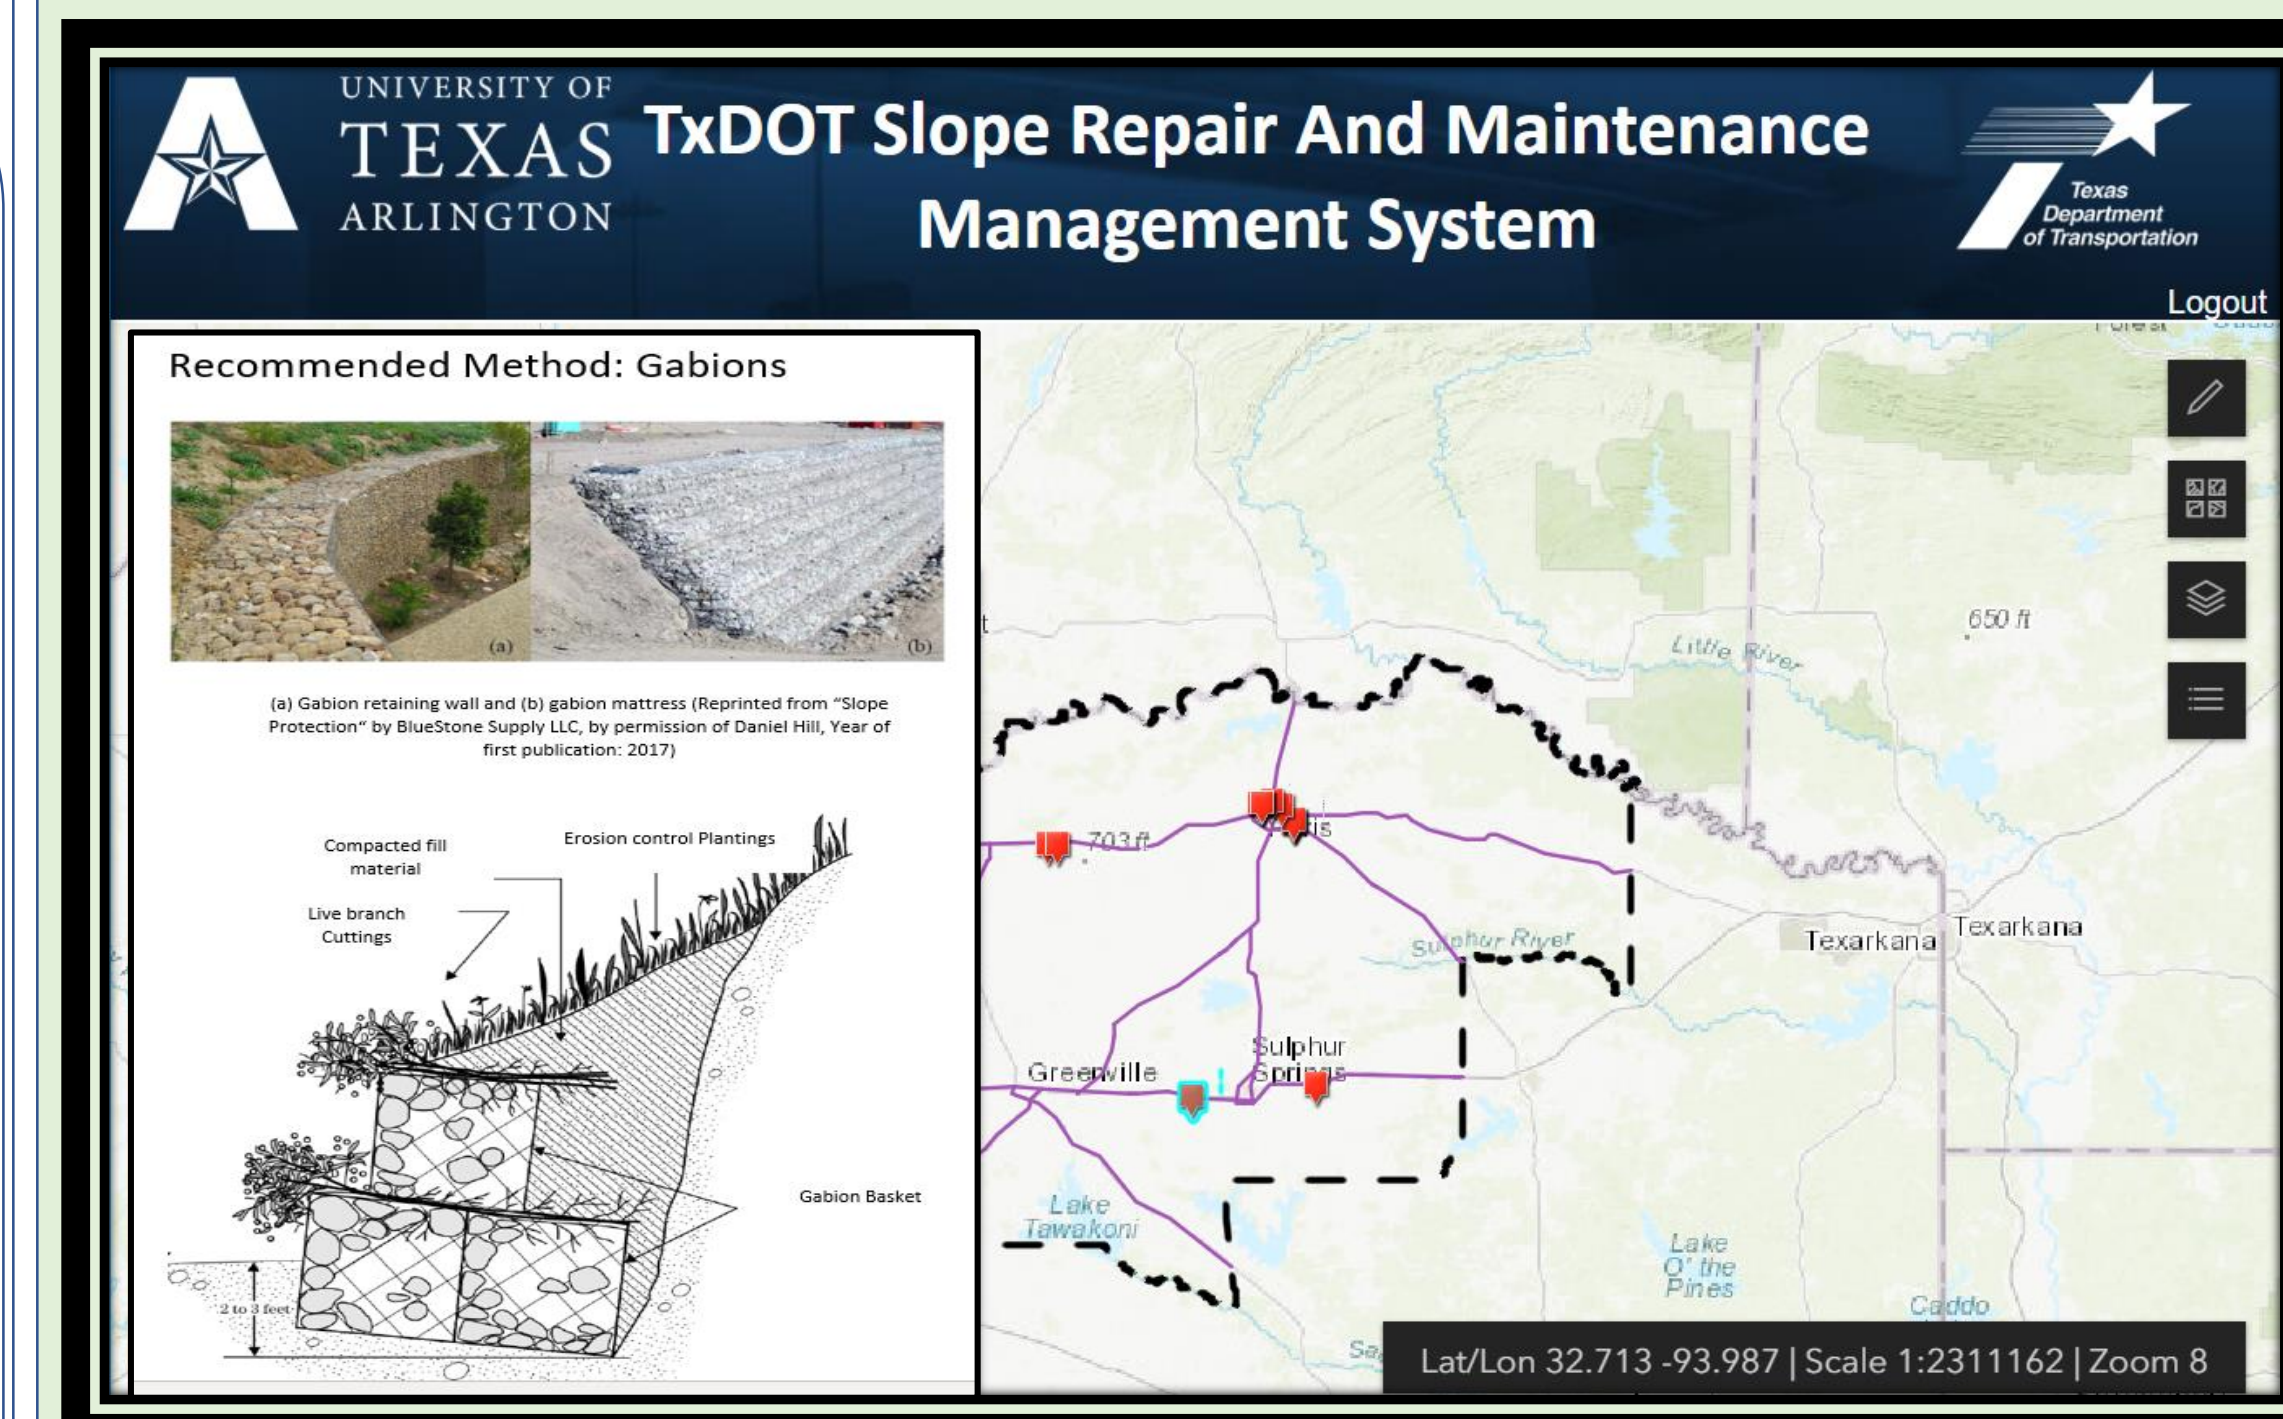 UNIVERSITY OF
TEXAS
ARLINGTON
TxDOT Slope Repair And Maintenance
Management System
Texas
Department
of Transportation
Logout
Recommended Method: Gabions
(a)
(b)
(a) Gabion retaining wall and (b) gabion mattress (Reprinted from “Slope
Protection“ by BlueStone Supply LLC, by permission of Daniel Hill, Year of
first publication: 2017)
Compacted fill
material
Erosion control Plantings
Live branch
Cuttings
Gabion Basket
2 to 3 feet
650 ft
Little River
703 ft
Sulphur River
Texarkana
Texarkana
Greenville
Sulphur
Springs
Lake
Tawakoni
Lake
O' the
Pines
Caddo
Lat/Lon 32.713 -93.987 | Scale 1:2311162 | Zoom 8